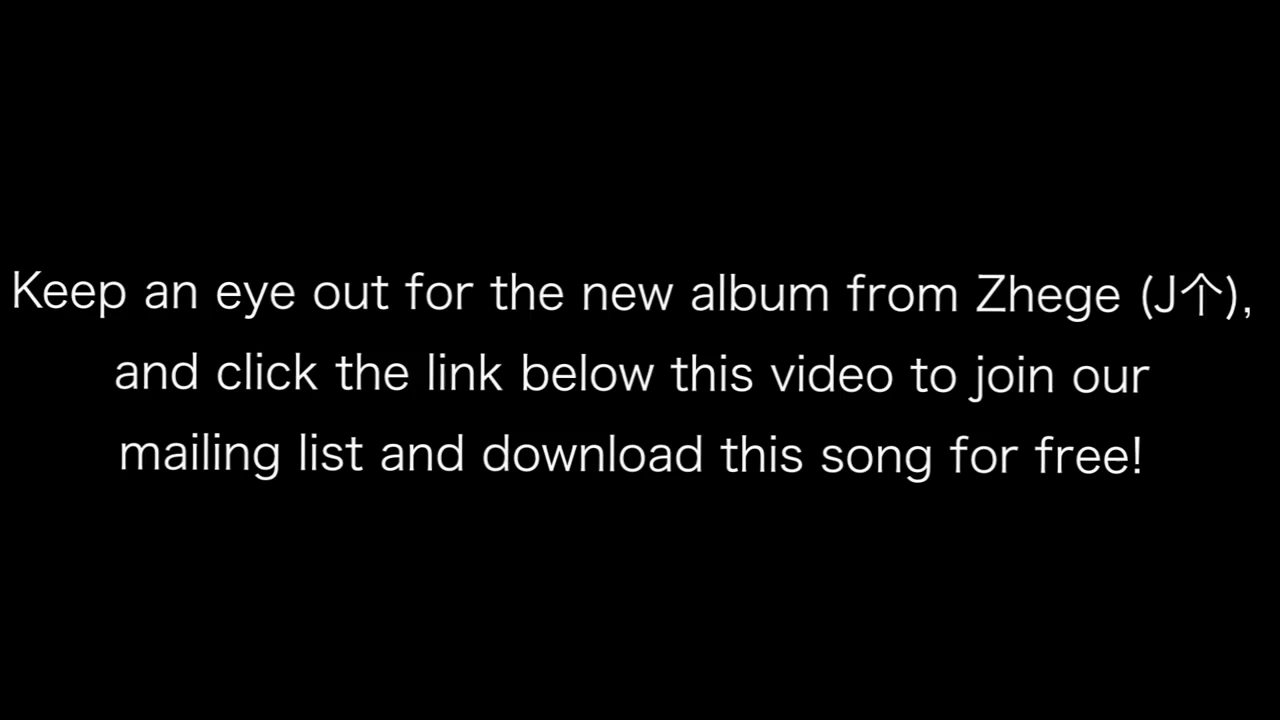 Keep an eye out for the new album from Zhege (J个),
and click the link below this video to join our
mailing list and download this song for free!